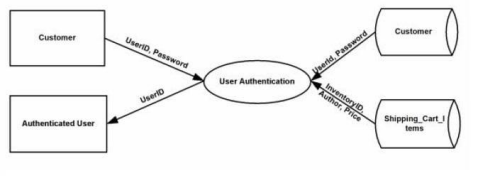 Customer
UserID, Password
UserId, Password
Customer
User Authentication
UserID
Authenticated User
InventoryID,
Author, Price
Shipping_Cart_I
tems